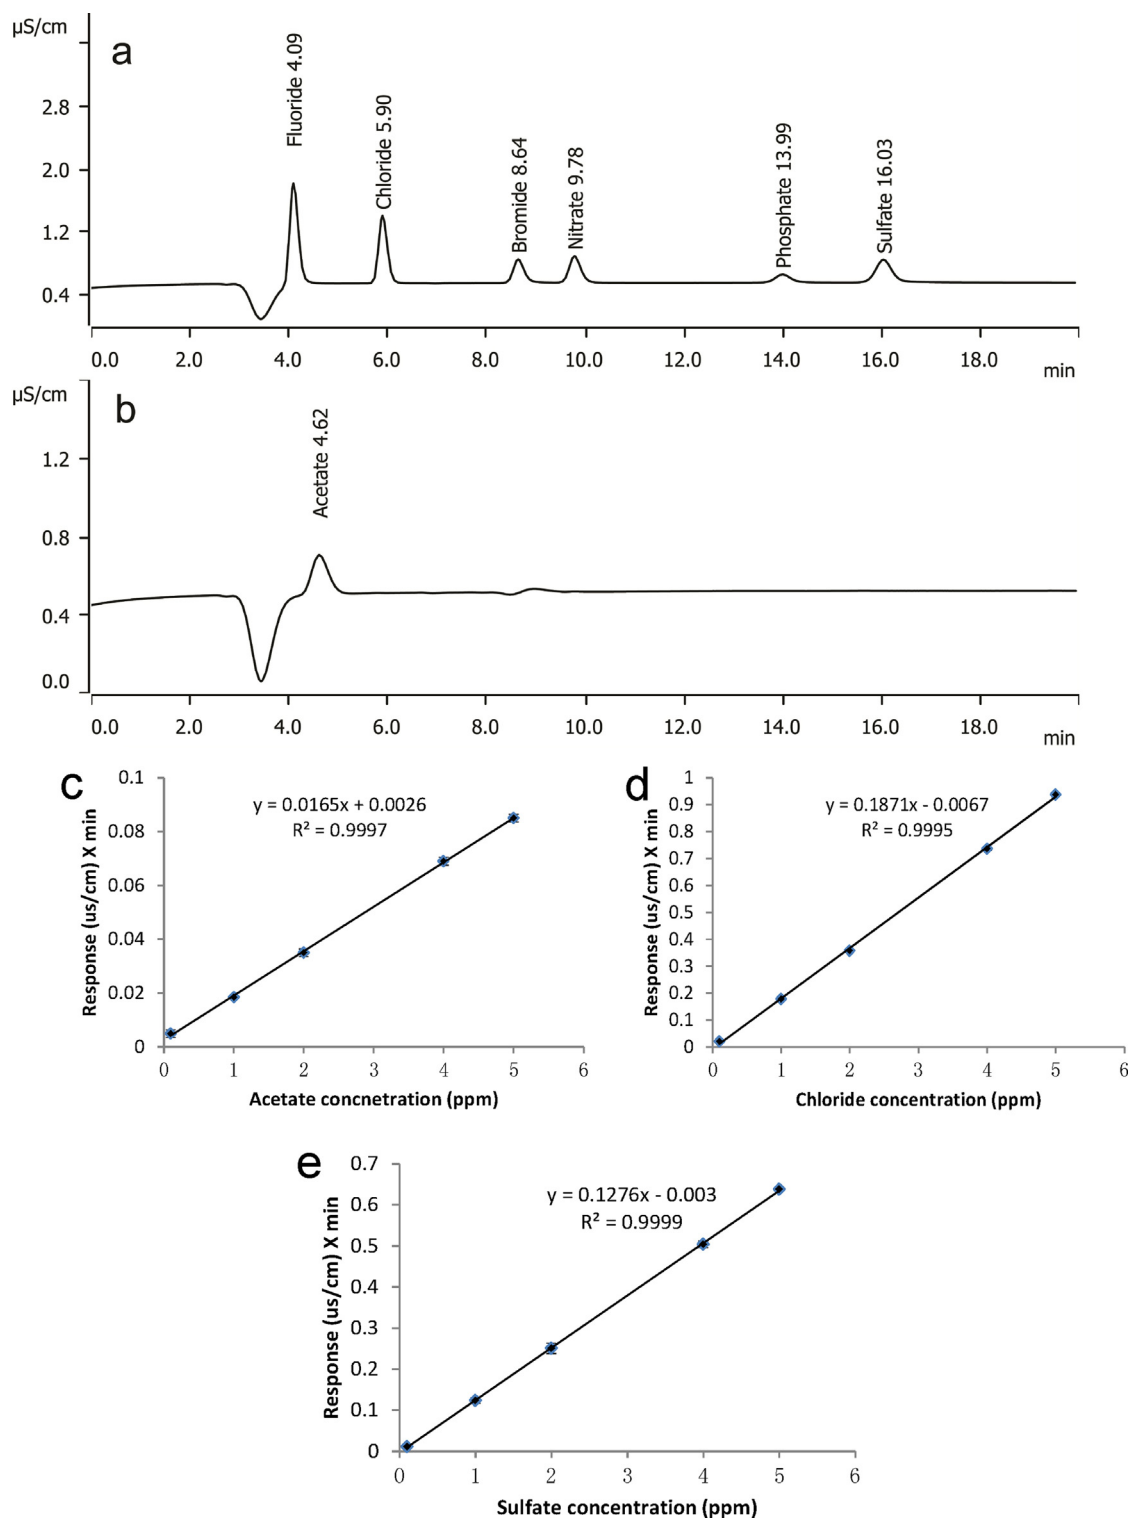 µS/cm
a
Fluoride 4.09
Chloride 5.90
Bromide 8.64
Nitrate 9.78
Phosphate 13.99
Sulfate 16.03
2.8
2.0
1.2
0.4
0.0 2.0 4.0 6.0 8.0 10.0 12.0 14.0 16.0 18.0 min
µS/cm
b
Acetate 4.62
1.2
0.8
0.4
0.0
0.0 2.0 4.0 6.0 8.0 10.0 12.0 14.0 16.0 18.0 min
c
y = 0.0165x + 0.0026
R² = 0.9997
Response (us/cm) X min
0.1
0.08
0.06
0.04
0.02
0
0 1 2 3 4 5 6
Acetate concnetration (ppm)
d
y = 0.1871x - 0.0067
R² = 0.9995
Response (us/cm) X min
1
0.9
0.8
0.7
0.6
0.5
0.4
0.3
0.2
0.1
0
0 1 2 3 4 5 6
Chloride concentration (ppm)
e
y = 0.1276x - 0.003
R² = 0.9999
Response (us/cm) X min
0.7
0.6
0.5
0.4
0.3
0.2
0.1
0
0 1 2 3 4 5 6
Sulfate concentration (ppm)